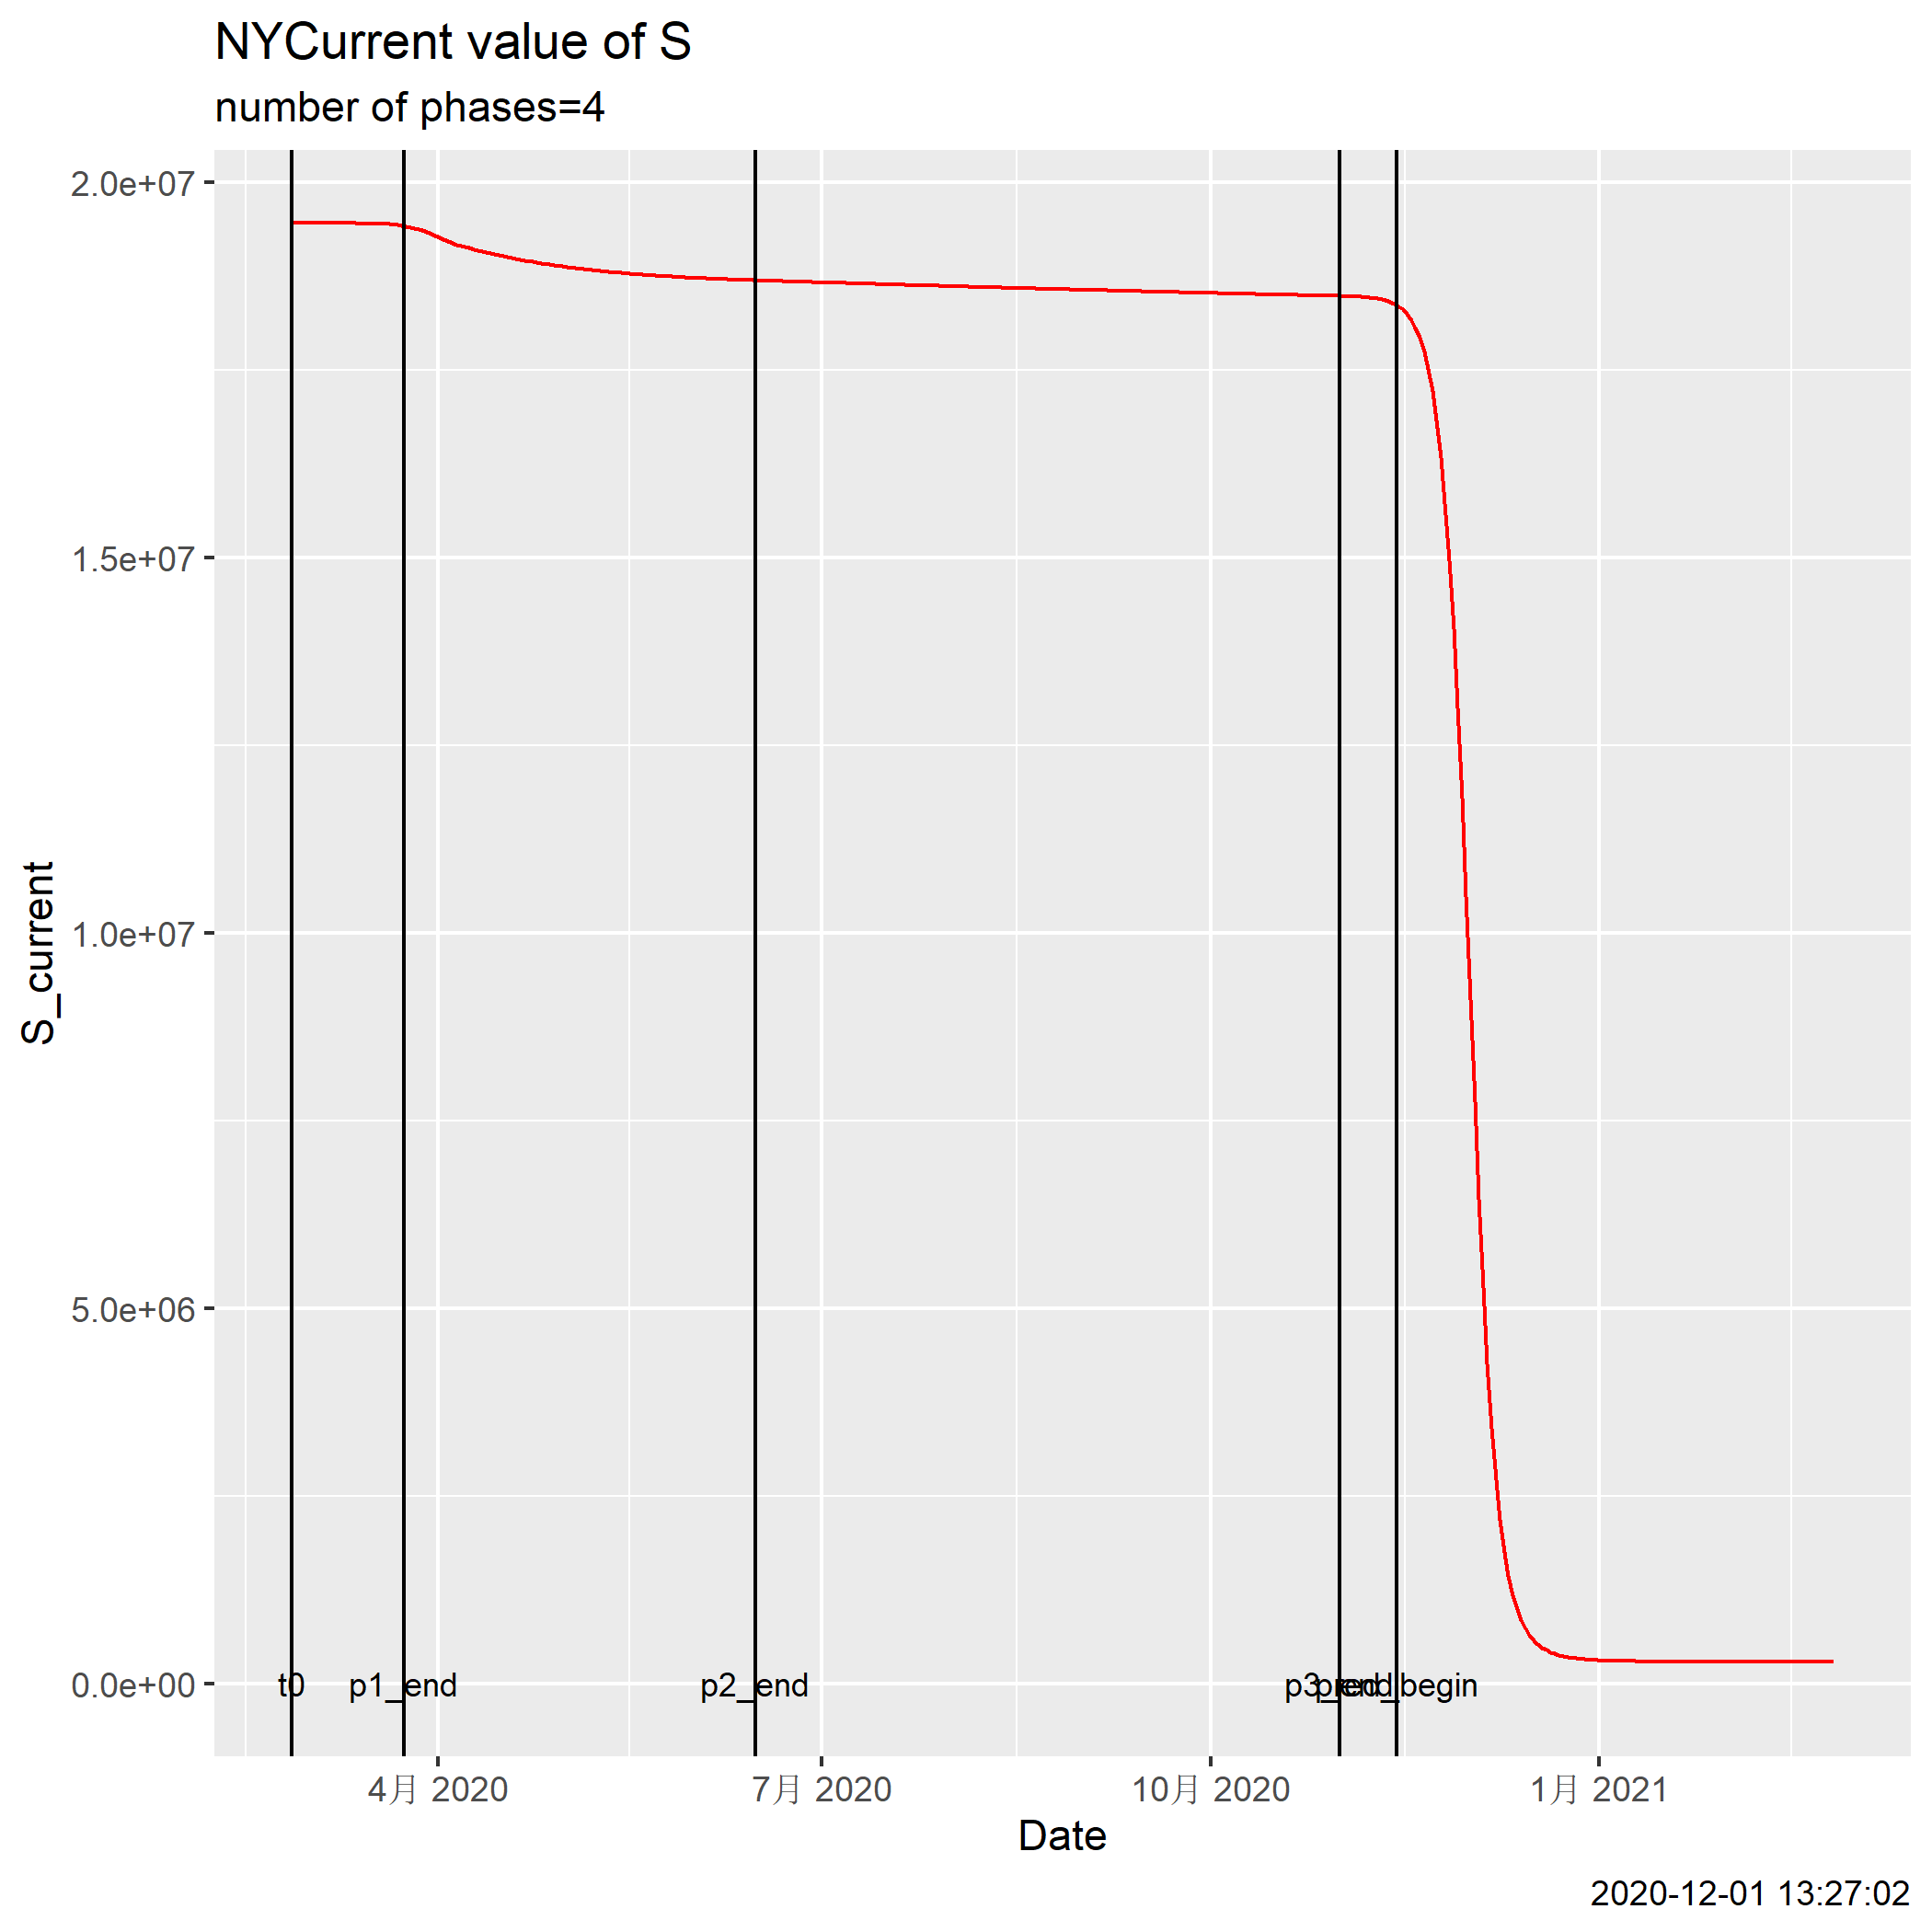 NYCurrent value of S
number of phases=4
2.0e+07
1.5e+07
1.0e+07
5.0e+06
0.0e+00
S_current
t0
p1_end
p2_end
p3_end
pred_begin
4月 2020
7月 2020
10月 2020
1月 2021
Date
2020-12-01 13:27:02